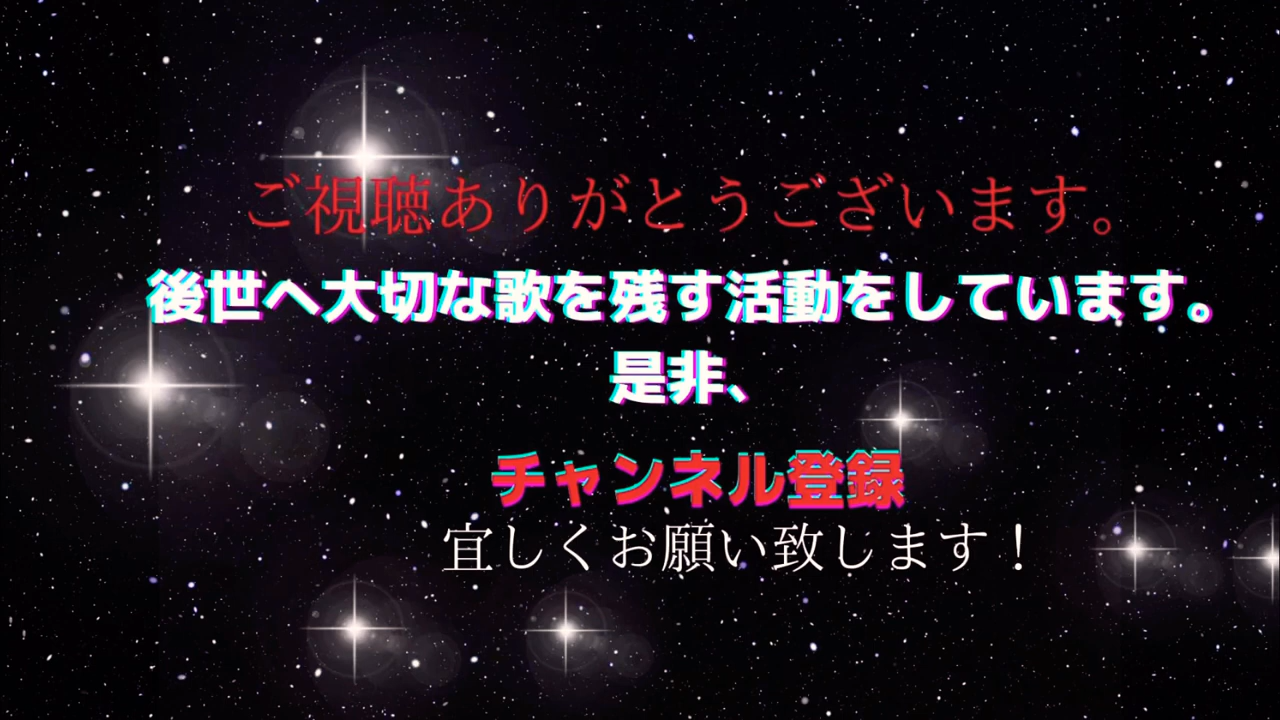 ご視聴ありがとうございます。
後世へ大切な歌を残す活動をしています。
是非、
チャンネル登録
宜しくお願い致します！